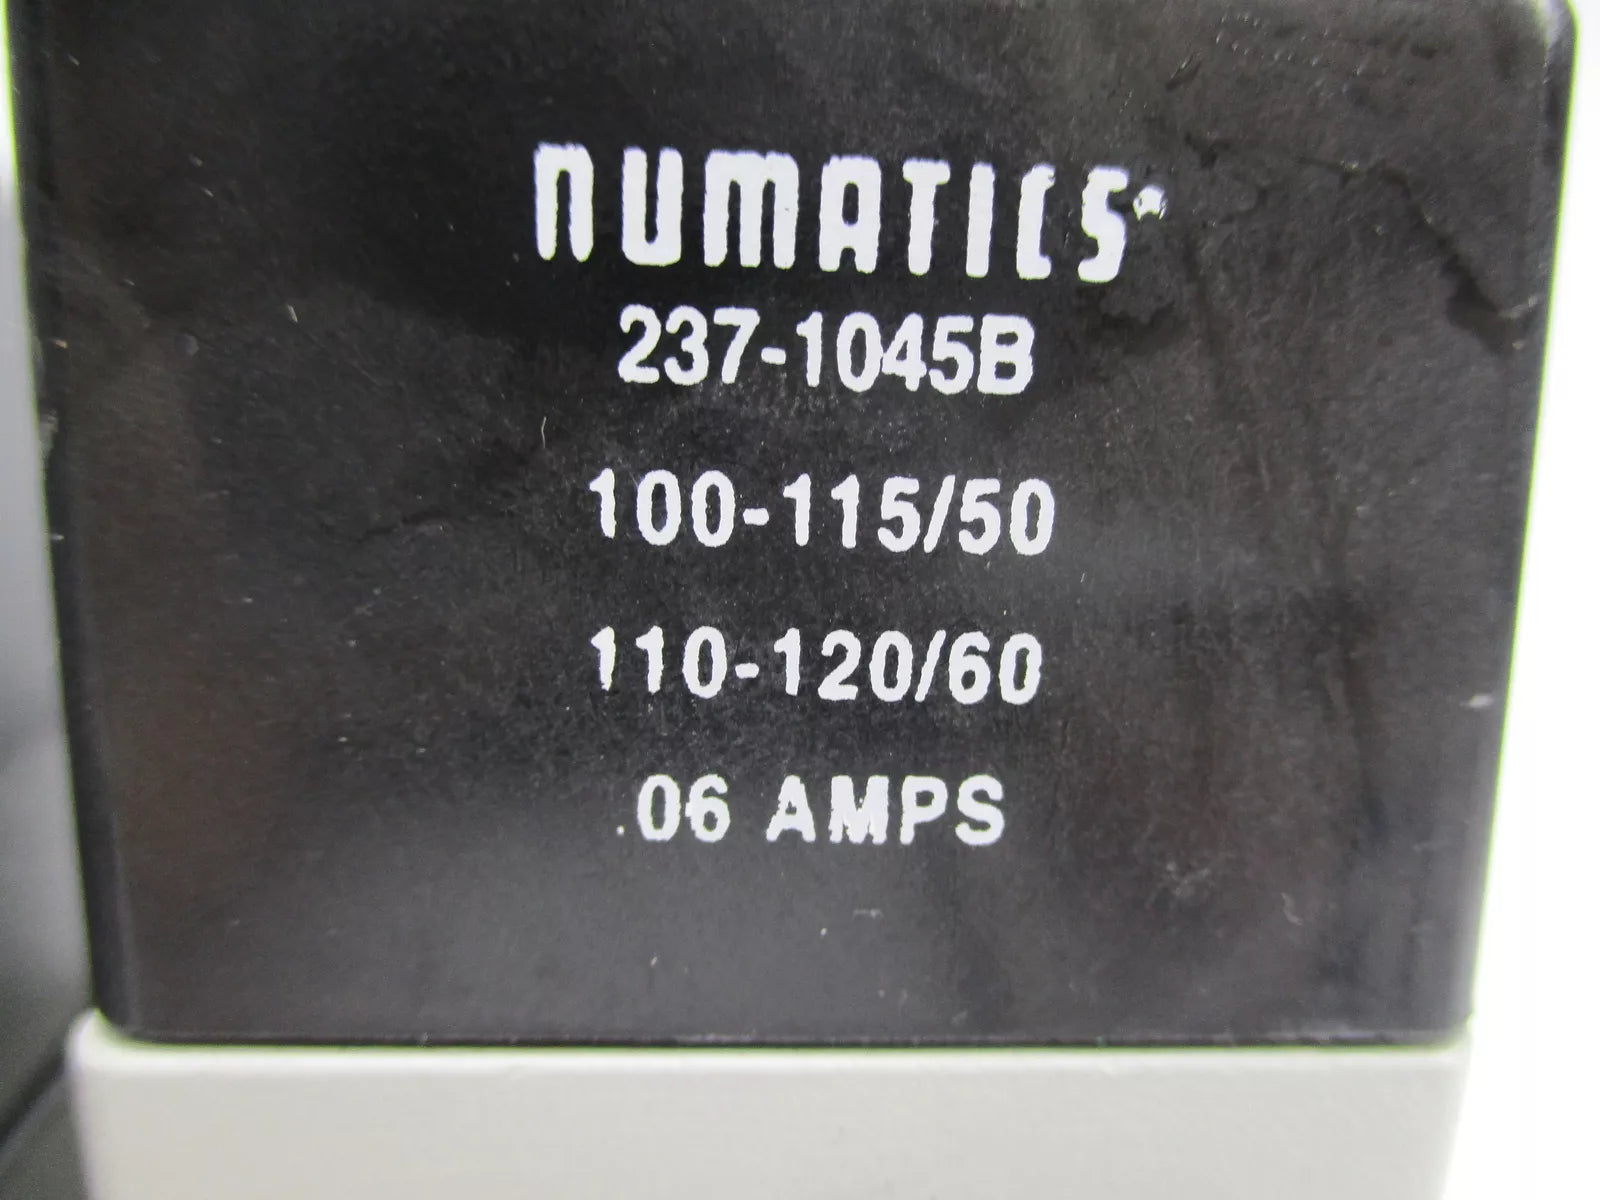 NUMATICS®
237-1045B
100-115/50
110-120/60
.06 AMPS